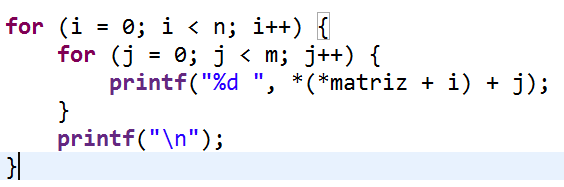 for (i = 0; i < n; i++) {
    for (j = 0; j < m; j++) {
        printf("%d ", *(*matriz + i) + j);
    }
    printf("\n");
}